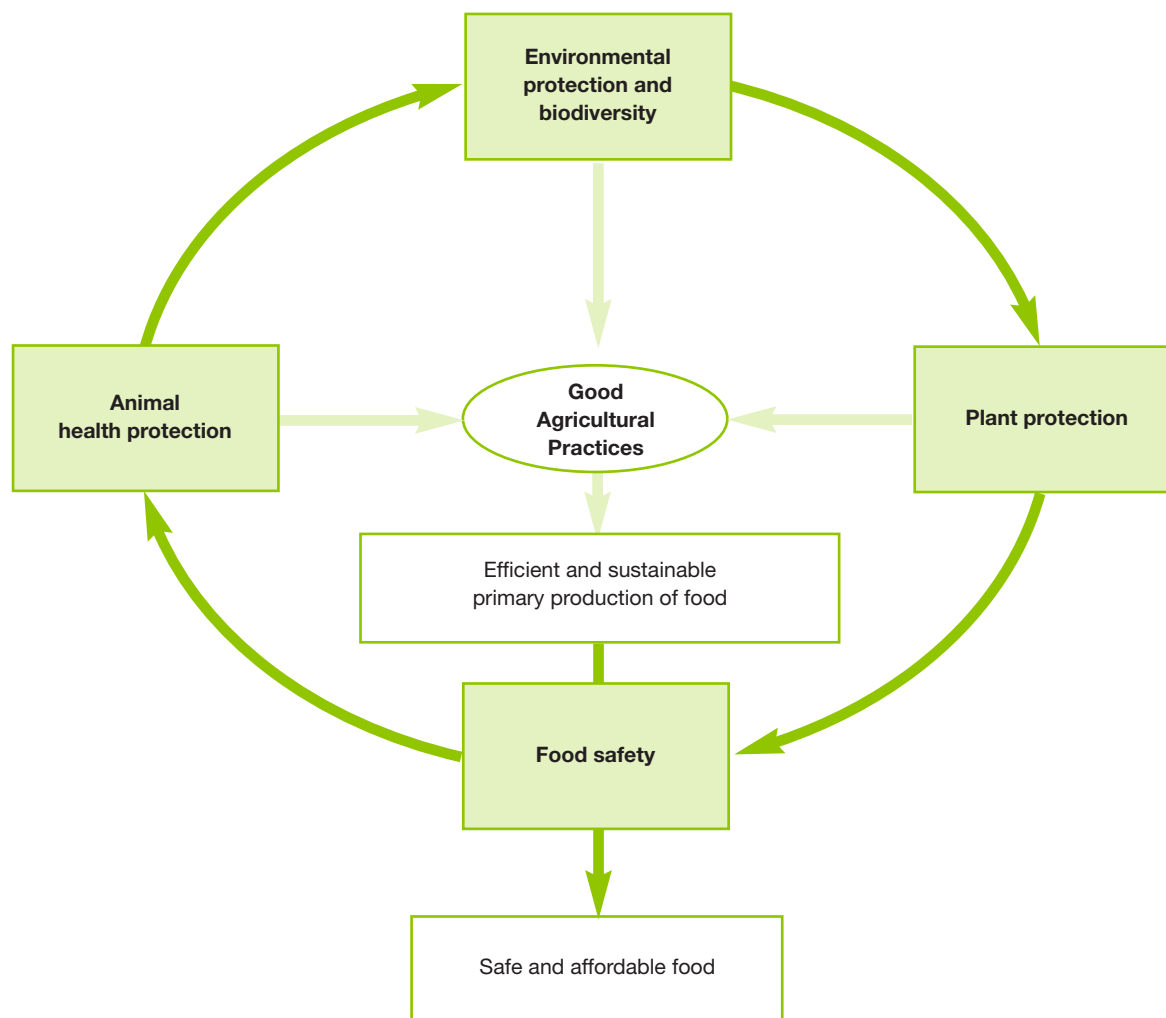 Environmental
protection and
biodiversity
Animal
health protection
Good
Agricultural
Practices
Plant protection
Efficient and sustainable
primary production of food
Food safety
Safe and affordable food